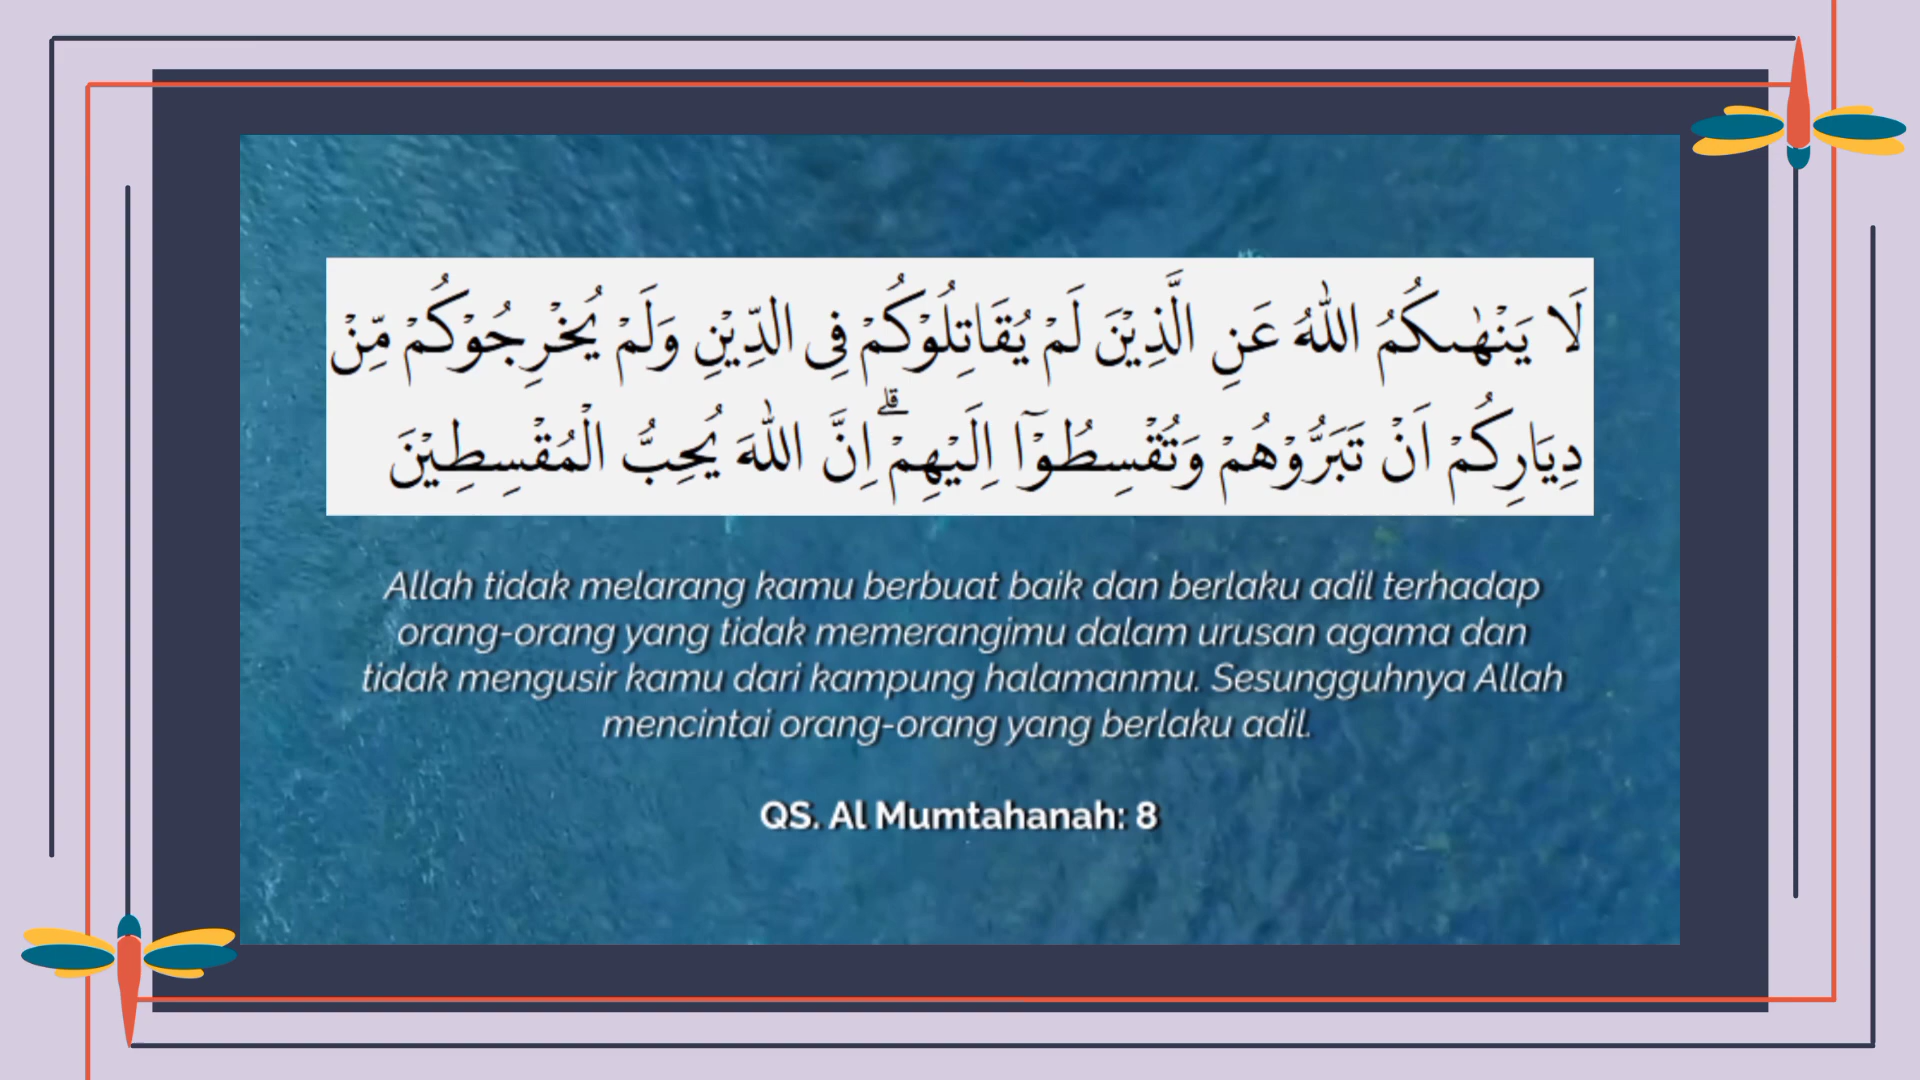 لَا يَنْهٰىكُمُ اللّٰهُ عَنِ الَّذِيْنَ لَمْ يُقَاتِلُوْكُمْ فِى الدِّيْنِ وَلَمْ يُخْرِجُوْكُمْ مِّنْ
دِيَارِكُمْ اَنْ تَبَرُّوْهُمْ وَتُقْسِطُوْٓا اِلَيْهِمْۗ اِنَّ اللّٰهَ يُحِبُّ الْمُقْسِطِيْنَ
Allah tidak melarang kamu berbuat baik dan berlaku adil terhadap
orang-orang yang tidak memerangimu dalam urusan agama dan
tidak mengusir kamu dari kampung halamanmu. Sesungguhnya Allah
mencintai orang-orang yang berlaku adil.
QS. Al Mumtahanah: 8